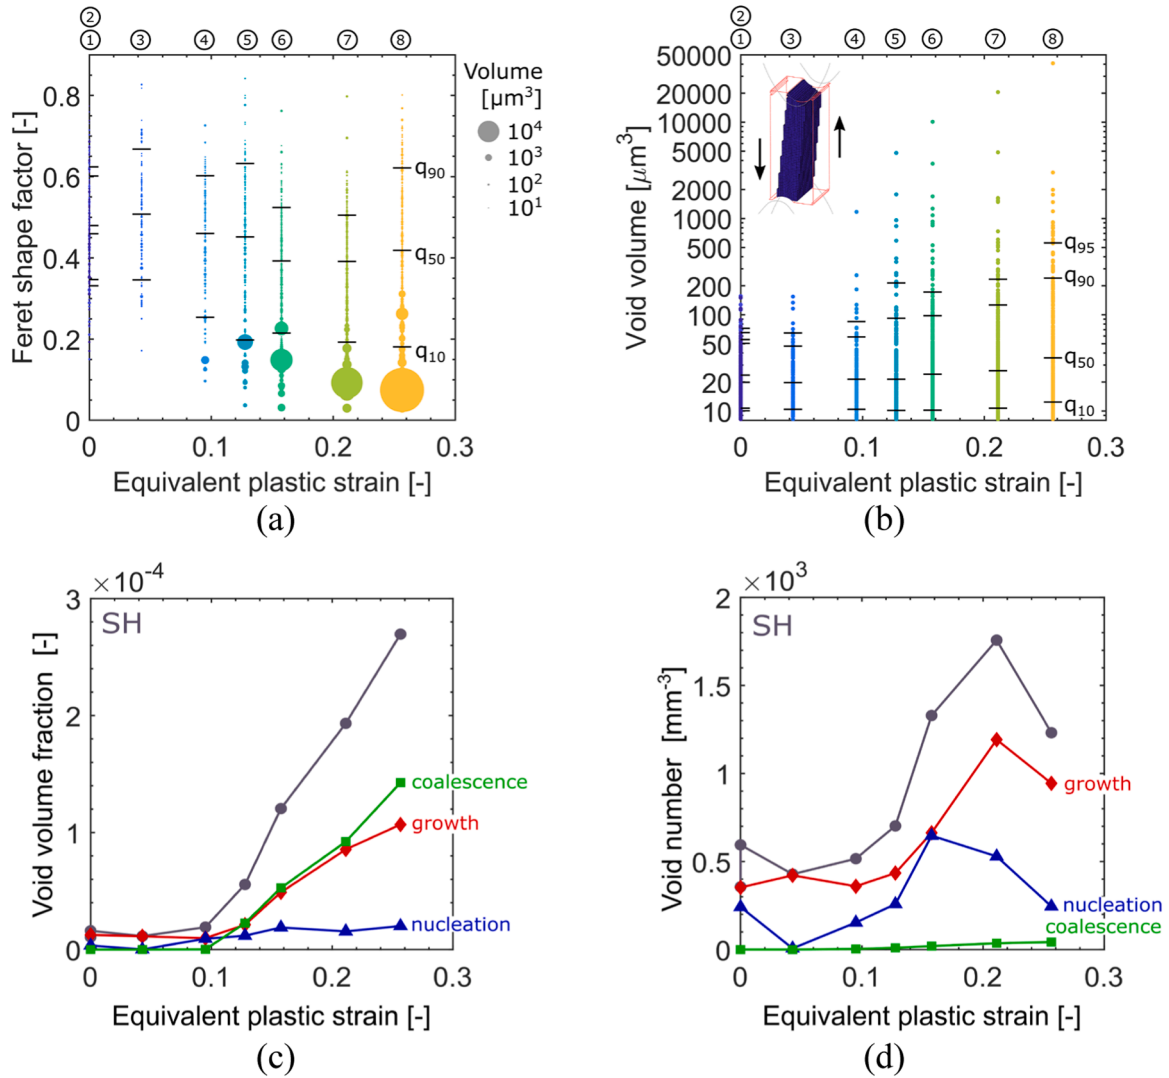 ② ②
① ③ ④ ⑤ ⑥ ⑦ ⑧ ① ③ ④ ⑤ ⑥ ⑦ ⑧
Feret shape factor [-]
0.8
0.6
0.4
0.2
0
0 0.1 0.2 0.3
Equivalent plastic strain [-]
q90
q50
q10
Volume
[μm³]
10⁴
10³
10²
10¹
(a)
Void volume [μm³]
50000
20000
10000
5000
2000
1000
500
200
100
50
20
10
0 0.1 0.2 0.3
Equivalent plastic strain [-]
q95
q90
q50
q10
(b)
×10⁻⁴
Void volume fraction [-]
3
2
1
0
SH
coalescence
growth
nucleation
0 0.1 0.2 0.3
Equivalent plastic strain [-]
(c)
×10³
Void number [mm⁻³]
2
1.5
1
0.5
0
SH
growth
nucleation
coalescence
0 0.1 0.2 0.3
Equivalent plastic strain [-]
(d)